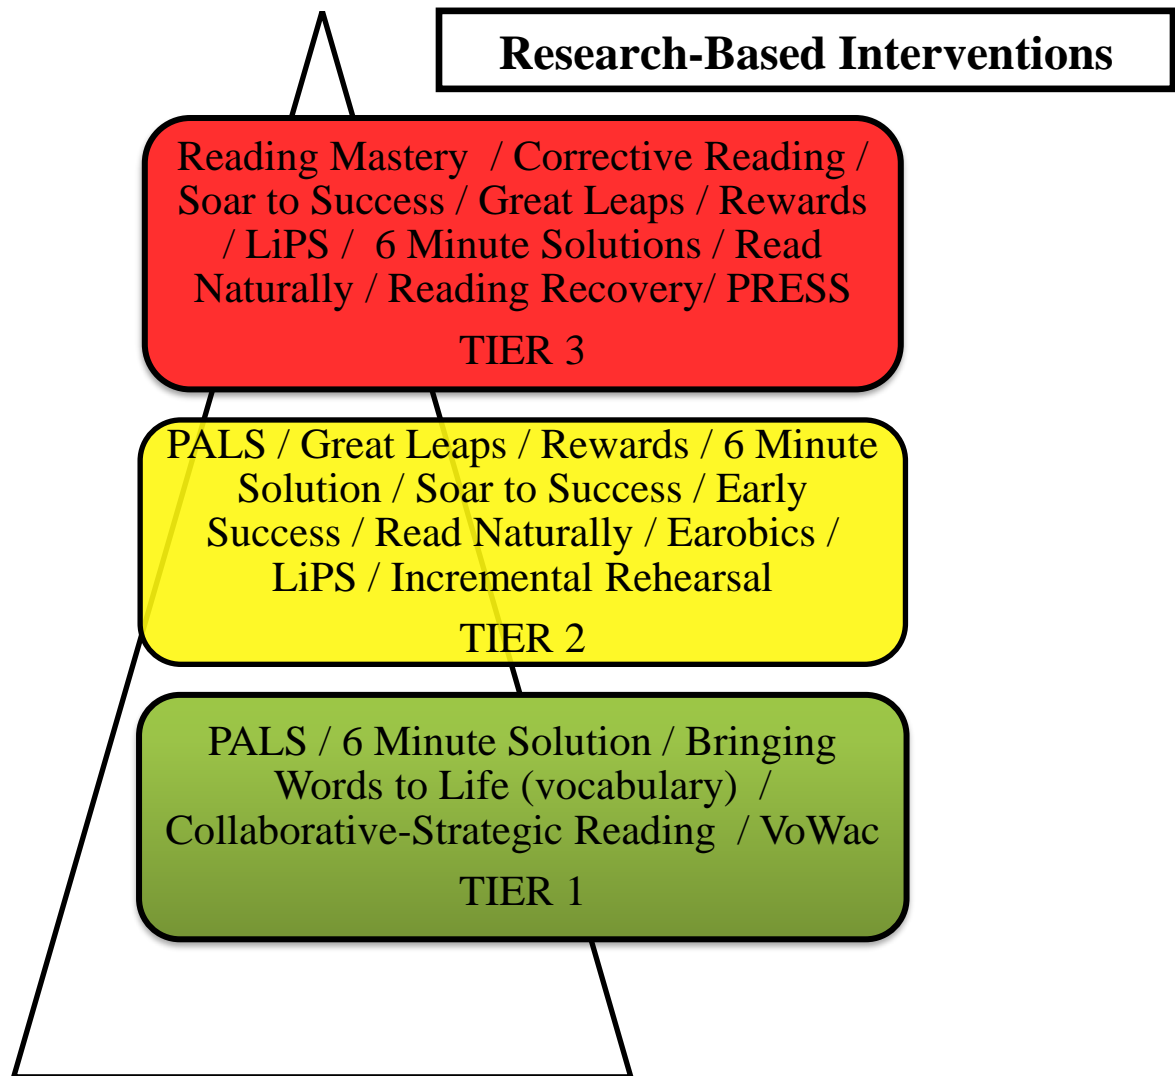 Research-Based Interventions
Reading Mastery / Corrective Reading /
Soar to Success / Great Leaps / Rewards
/ LiPS / 6 Minute Solutions / Read
Naturally / Reading Recovery/ PRESS
TIER 3
PALS / Great Leaps / Rewards / 6 Minute
Solution / Soar to Success / Early
Success / Read Naturally / Earobics /
LiPS / Incremental Rehearsal
TIER 2
PALS / 6 Minute Solution / Bringing
Words to Life (vocabulary) /
Collaborative-Strategic Reading / VoWac
TIER 1